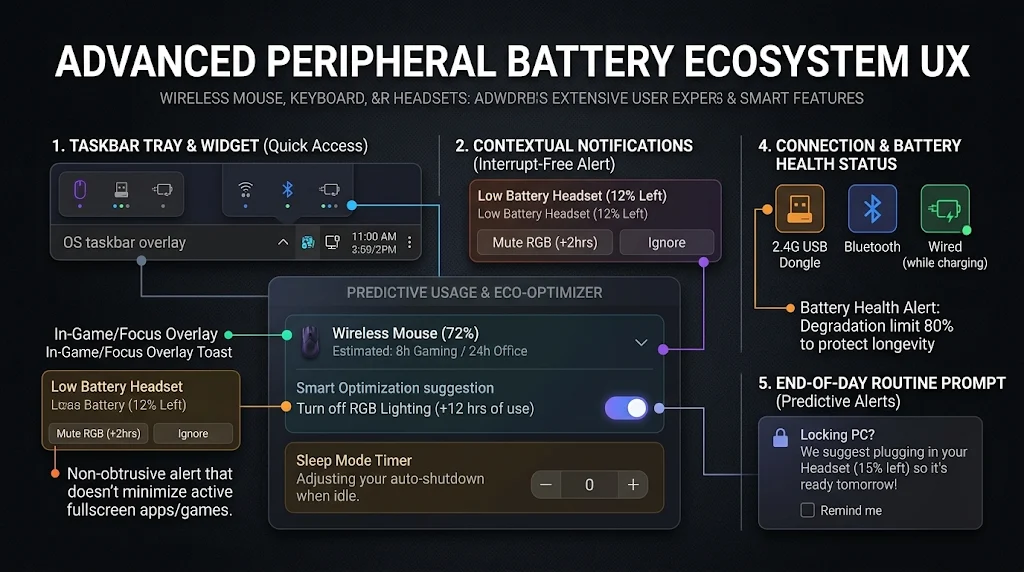 ADVANCED PERIPHERAL BATTERY ECOSYSTEM UX
WIRELESS MOUSE, KEYBOARD, &R HEADSETS: ADWDRB'S EXTENSIVE USER EXPERS & SMART FEATURES
1. TASKBAR TRAY & WIDGET (Quick Access)
OS taskbar overlay
11:00 AM
3:59/2PM
2. CONTEXTUAL NOTIFICATIONS
(Interrupt-Free Alert)
Low Battery Headset (12% Left)
Low Battery Headset (12% Left)
Mute RGB (+2hrs)
Ignore
PREDICTIVE USAGE & ECO-OPTIMIZER
Wireless Mouse (72%)
Estimated: 8h Gaming / 24h Office
Smart Optimization suggestion
Turn off RGB Lighting (+12 hrs of use)
Sleep Mode Timer
Adjusting your auto-shutdown
when idle.
− 0 +
In-Game/Focus Overlay
In-Game/Focus Overlay Toast
Low Battery Headset
Battery (12% Left)
Mute RGB (+2hrs)
Ignore
Non-obtrusive alert that
doesn't minimize active
fullscreen apps/games.
4. CONNECTION & BATTERY
HEALTH STATUS
2.4G USB
Dongle
Bluetooth
Wired
(while charging)
Battery Health Alert:
Degradation limit 80%
to protect longevity
5. END-OF-DAY ROUTINE PROMPT
(Predictive Alerts)
Locking PC?
We suggest plugging in your
Headset (15% left) so it's
ready tomorrow!
Remind me